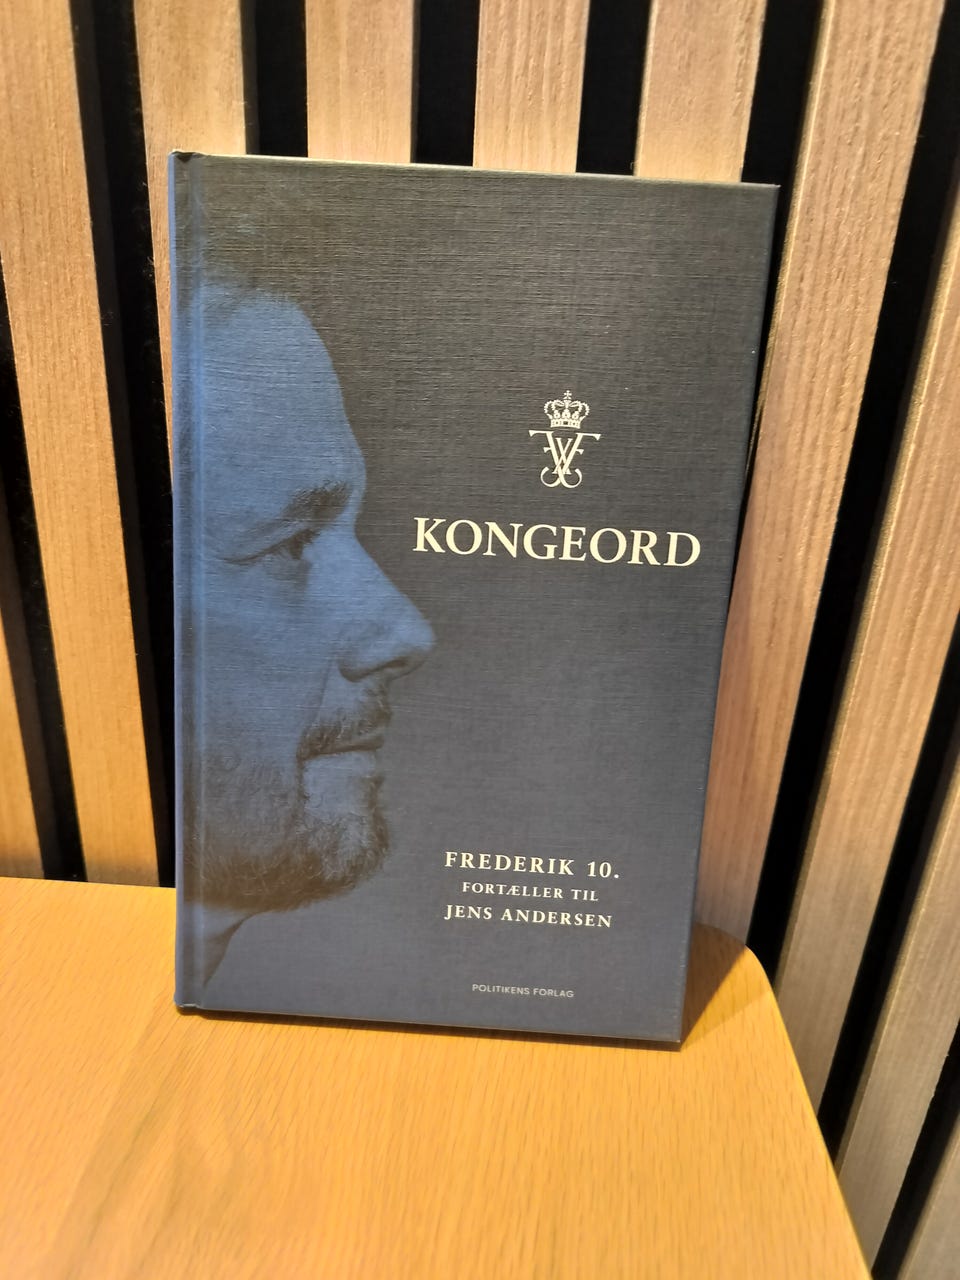 KONGEORD
FREDERIK 10.
FORTÆLLER TIL
JENS ANDERSEN
POLITIKENS FORLAG